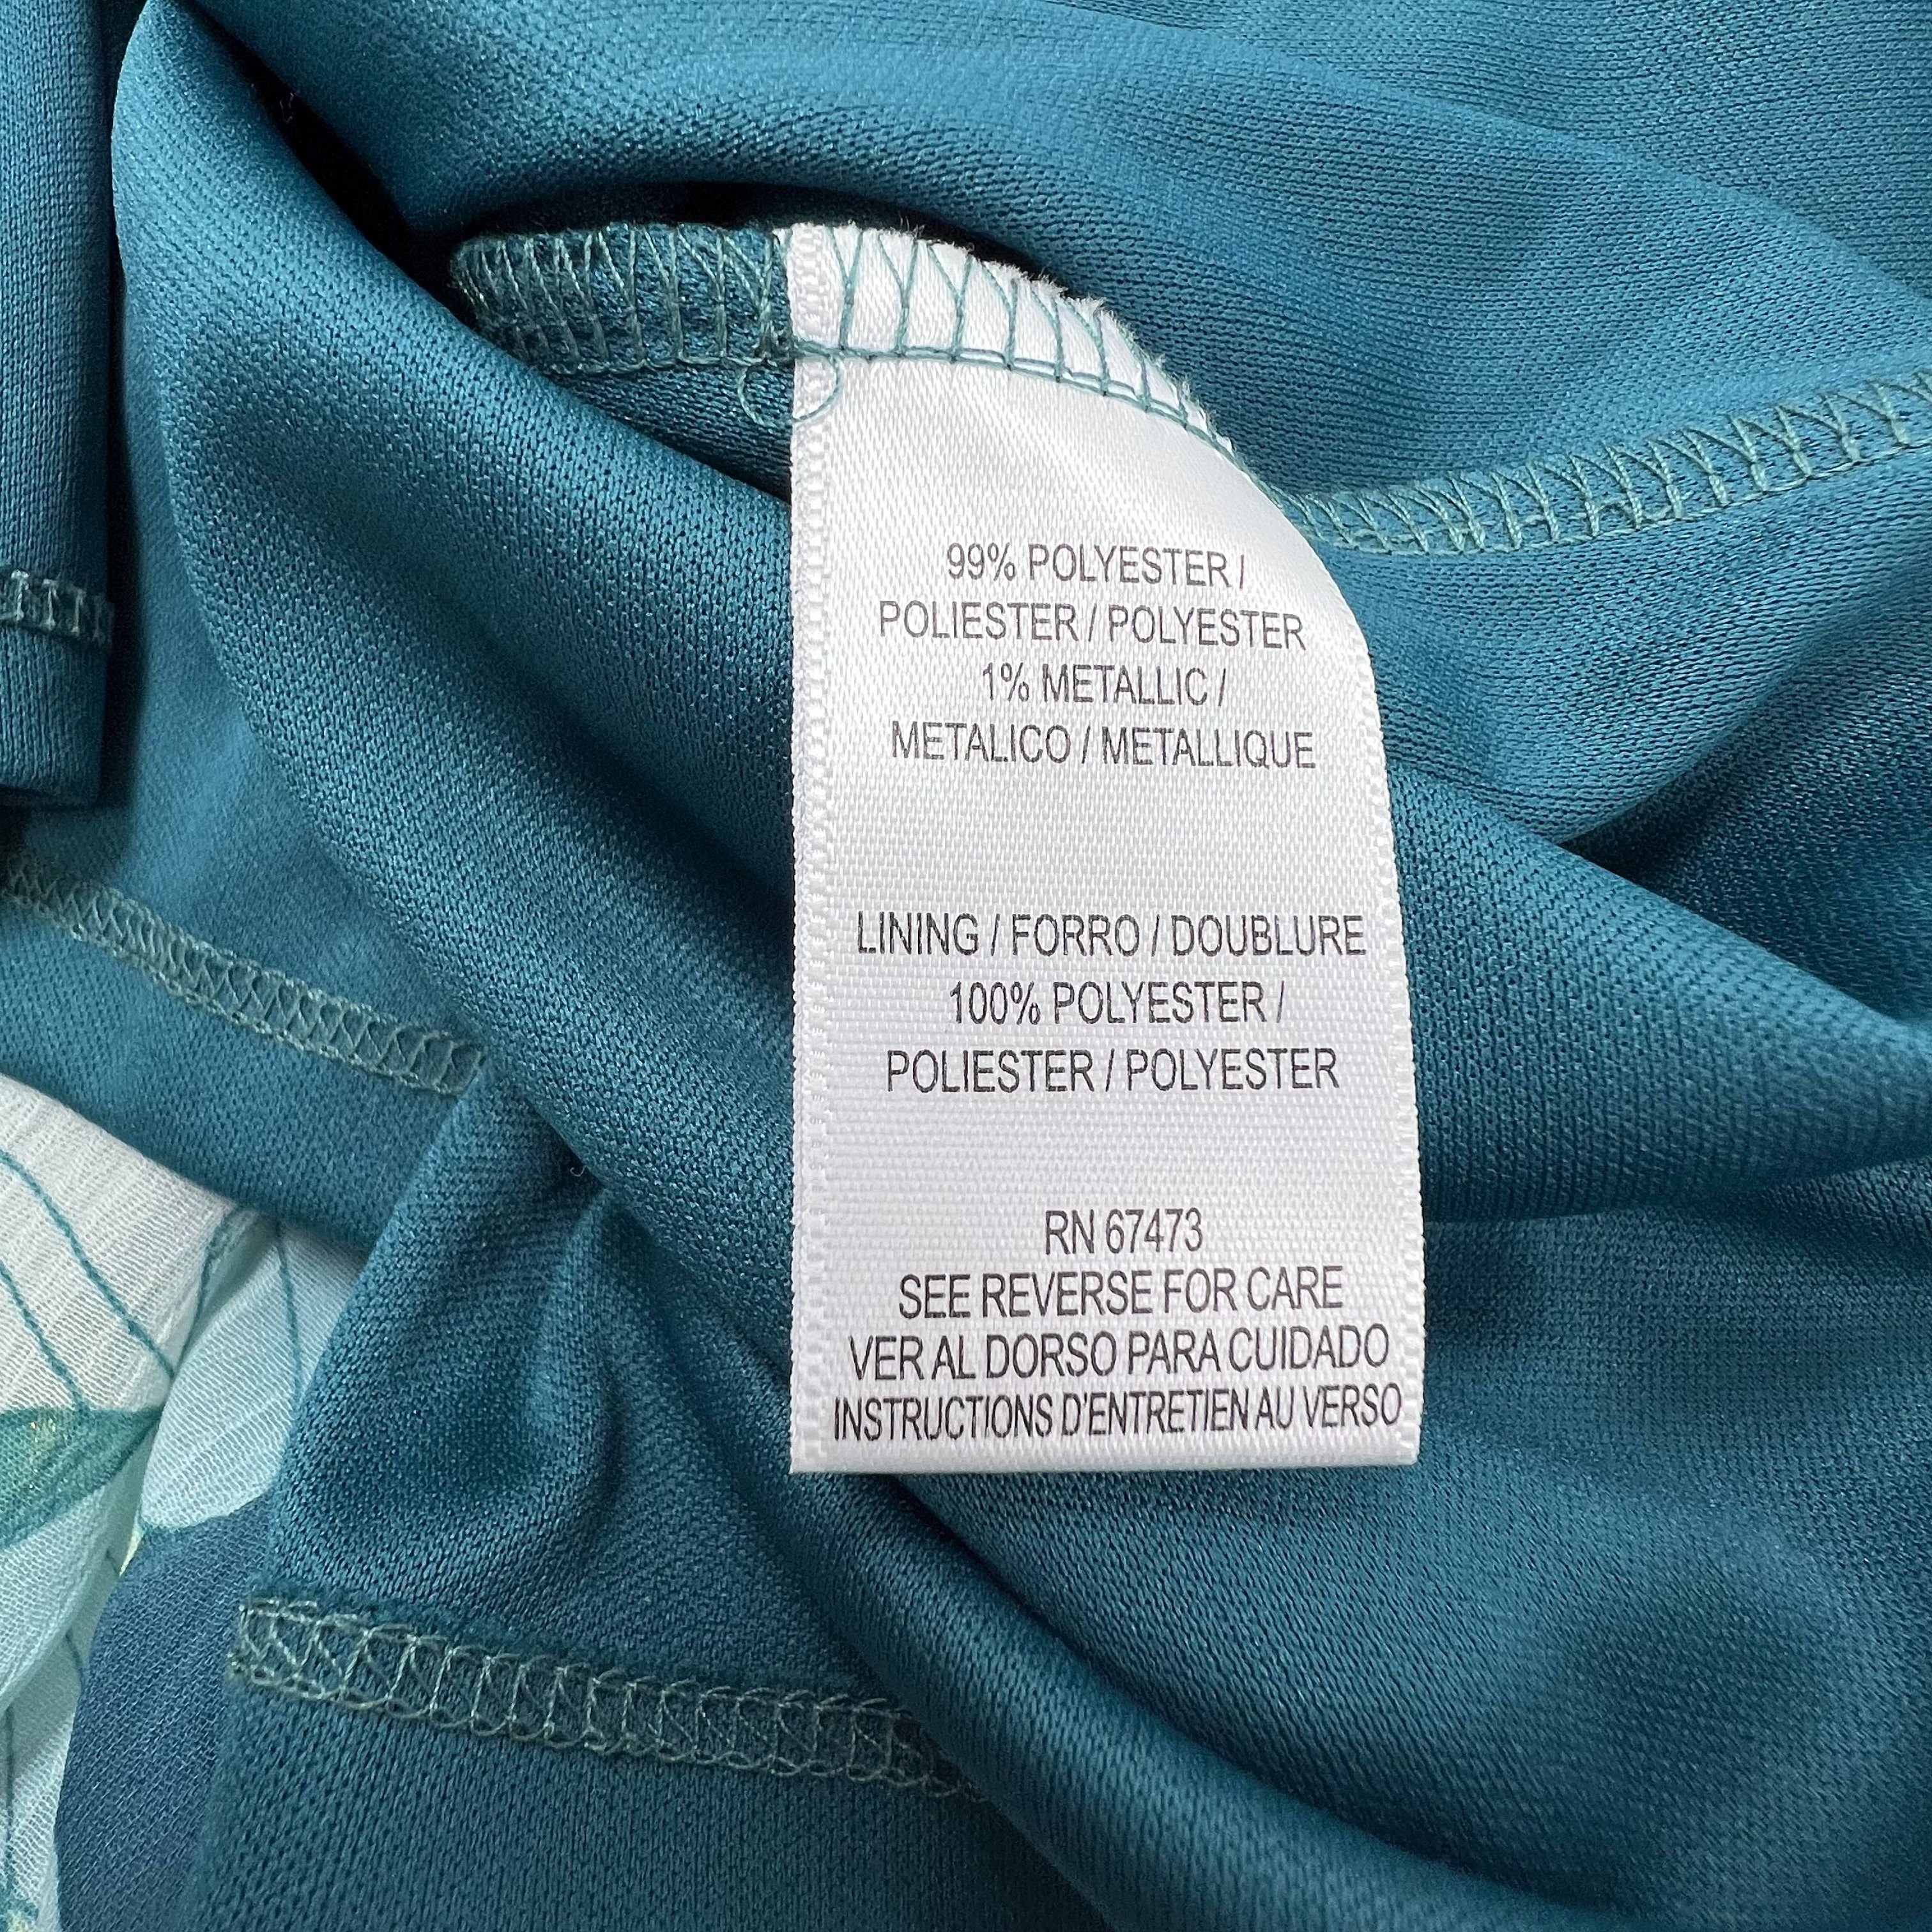 99% POLYESTER /
POLIESTER / POLYESTER
1% METALLIC /
METALICO / METALLIQUE
LINING / FORRO / DOUBLURE
100% POLYESTER /
POLIESTER / POLYESTER
RN 67473
SEE REVERSE FOR CARE
VER AL DORSO PARA CUIDADO
INSTRUCTIONS D'ENTRETIEN AU VERSO